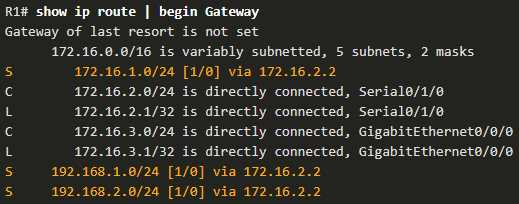 R1# show ip route | begin Gateway
Gateway of last resort is not set
      172.16.0.0/16 is variably subnetted, 5 subnets, 2 masks
S        172.16.1.0/24 [1/0] via 172.16.2.2
C        172.16.2.0/24 is directly connected, Serial0/1/0
L        172.16.2.1/32 is directly connected, Serial0/1/0
C        172.16.3.0/24 is directly connected, GigabitEthernet0/0/0
L        172.16.3.1/32 is directly connected, GigabitEthernet0/0/0
S     192.168.1.0/24 [1/0] via 172.16.2.2
S     192.168.2.0/24 [1/0] via 172.16.2.2